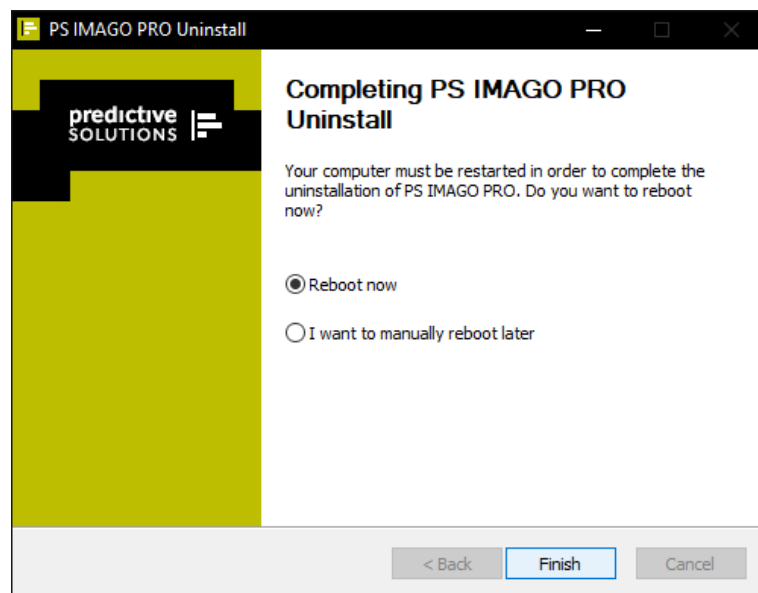 PS IMAGO PRO Uninstall
predictive
SOLUTIONS
Completing PS IMAGO PRO
Uninstall
Your computer must be restarted in order to complete the
uninstallation of PS IMAGO PRO. Do you want to reboot
now?
Reboot now
I want to manually reboot later
< Back
Finish
Cancel